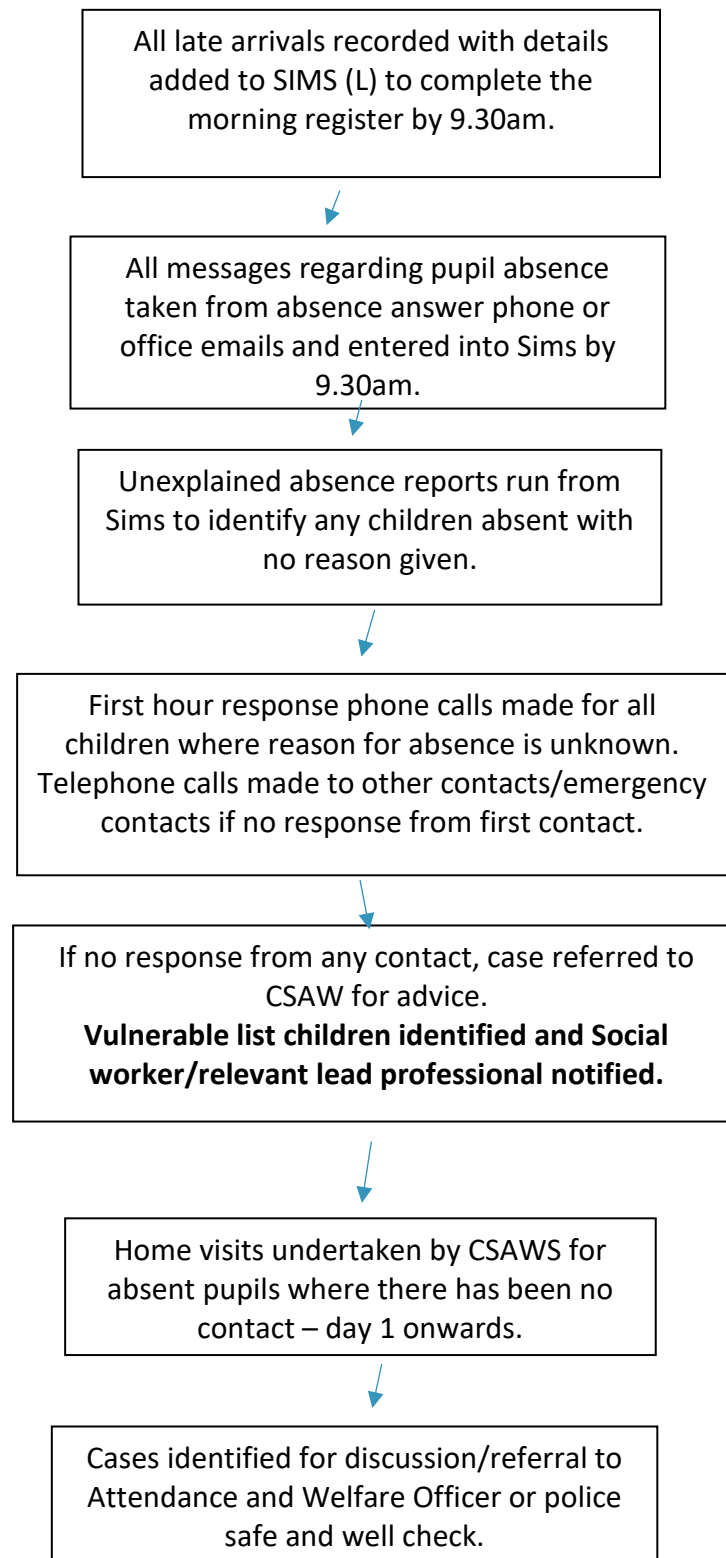 All late arrivals recorded with details
added to SIMS (L) to complete the
morning register by 9.30am.
All messages regarding pupil absence
taken from absence answer phone or
office emails and entered into Sims by
9.30am.
Unexplained absence reports run from
Sims to identify any children absent with
no reason given.
First hour response phone calls made for all
children where reason for absence is unknown.
Telephone calls made to other contacts/emergency
contacts if no response from first contact.
If no response from any contact, case referred to
CSAW for advice.
Vulnerable list children identified and Social
worker/relevant lead professional notified.
Home visits undertaken by CSAWS for
absent pupils where there has been no
contact – day 1 onwards.
Cases identified for discussion/referral to
Attendance and Welfare Officer or police
safe and well check.